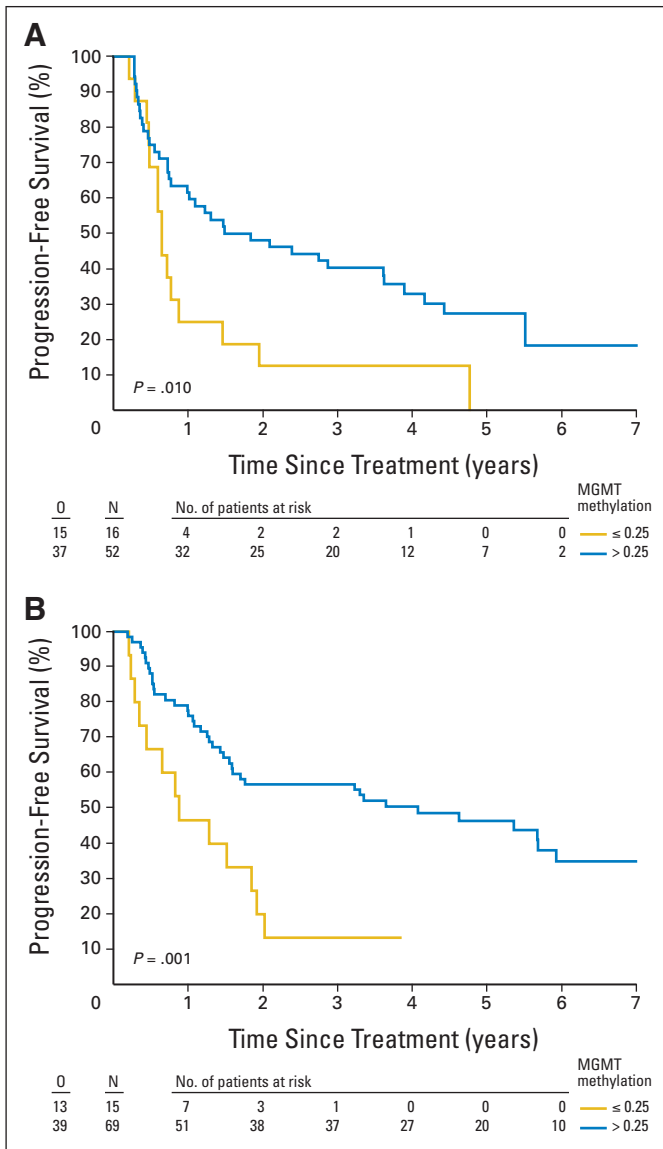 A
Progression-Free Survival (%)
100
90
80
70
60
50
40
30
20
10
P = .010
0 1 2 3 4 5 6 7
Time Since Treatment (years)
O N No. of patients at risk MGMT methylation
15 16 4 2 2 1 0 0 ≤ 0.25
37 52 32 25 20 12 7 2 > 0.25
B
Progression-Free Survival (%)
100
90
80
70
60
50
40
30
20
10
P = .001
0 1 2 3 4 5 6 7
Time Since Treatment (years)
O N No. of patients at risk MGMT methylation
13 15 7 3 1 0 0 0 ≤ 0.25
39 69 51 38 37 27 20 10 > 0.25